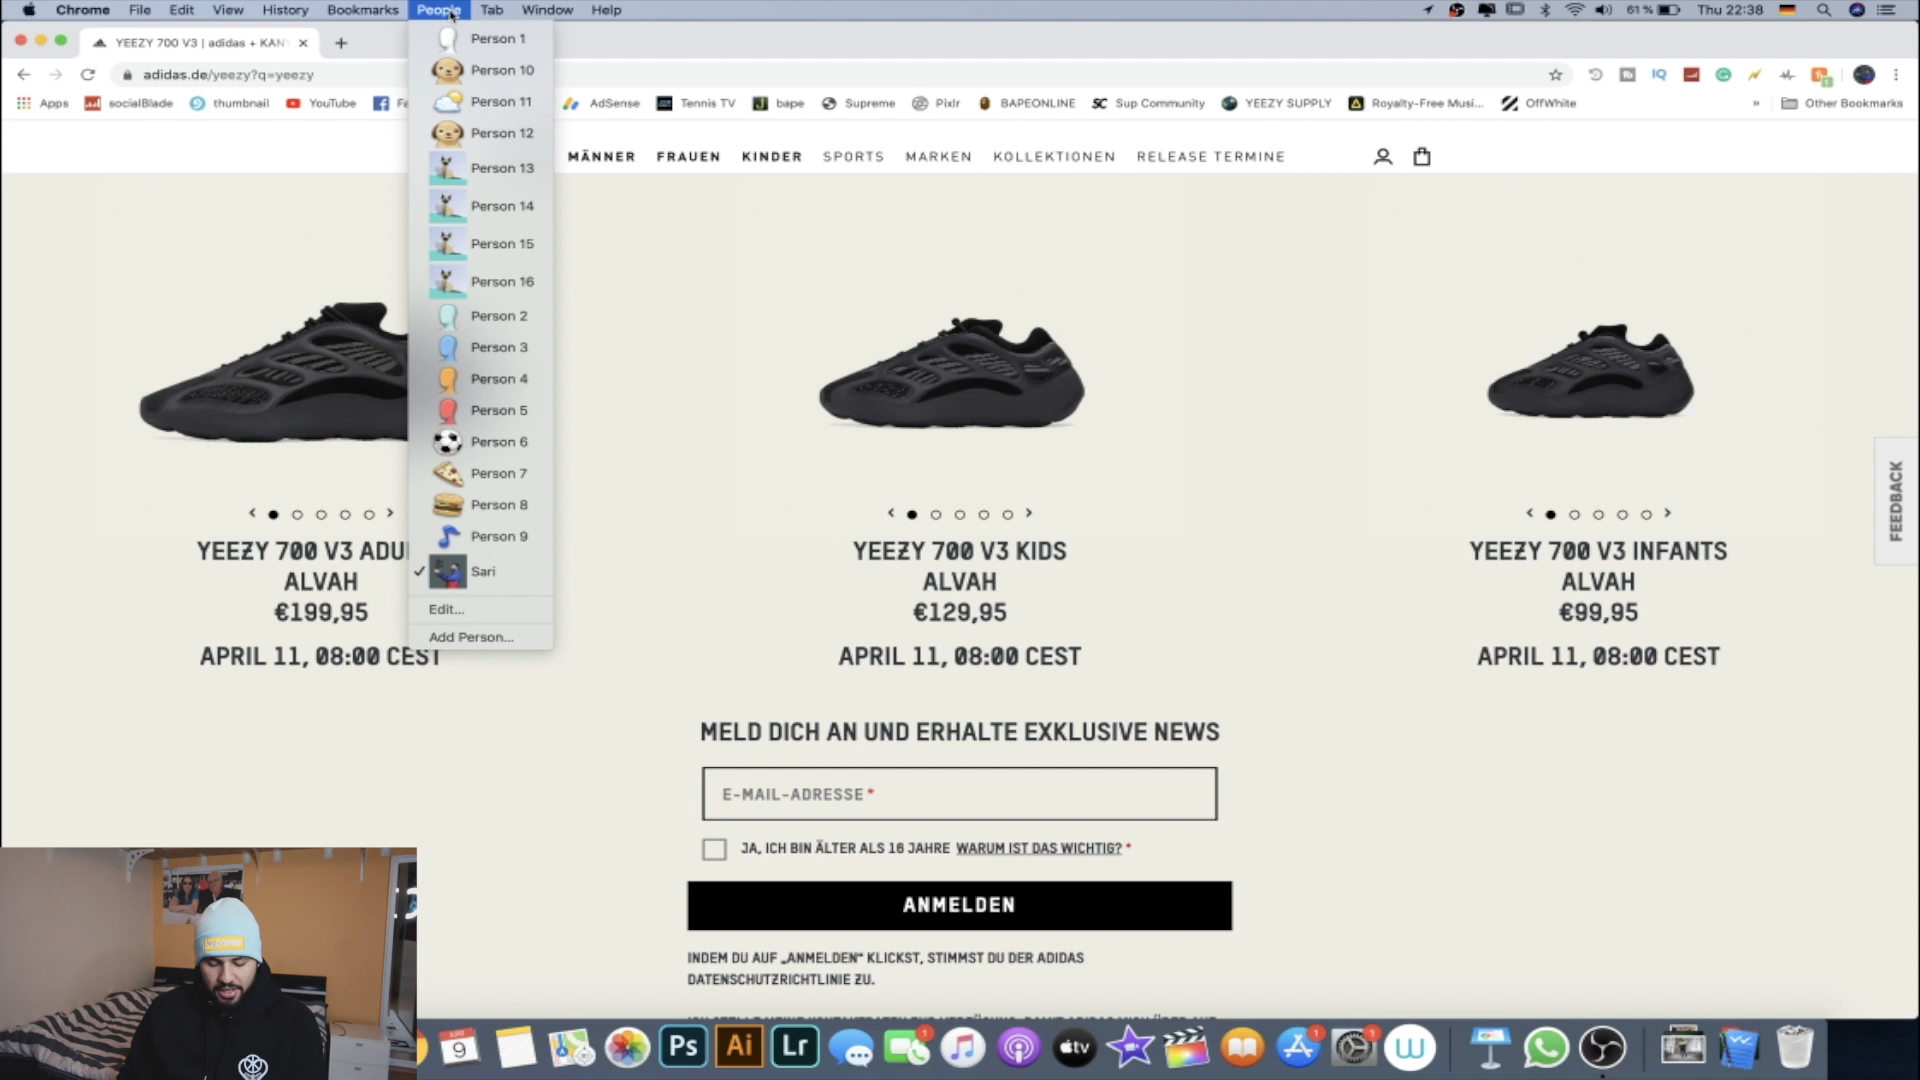 Chrome File Edit View History Bookmarks People Tab Window Help
61 % Thu 22:38
YEEZY 700 V3 | adidas + KAN
adidas.de/yeezy?q=yeezy
IQ
Apps socialBlade thumbnail YouTube AdSense Tennis TV bape Supreme Pixlr BAPEONLINE SC Sup Community YEEZY SUPPLY Royalty-Free Musi... OffWhite » Other Bookmarks
Person 1
Person 10
Person 11
Person 12
Person 13
Person 14
Person 15
Person 16
Person 2
Person 3
Person 4
Person 5
Person 6
Person 7
Person 8
Person 9
Sari
Edit...
Add Person...
MÄNNER FRAUEN KINDER SPORTS MARKEN KOLLEKTIONEN RELEASE TERMINE
FEEDBACK
YEEZY 700 V3 ADU
ALVAH
€199,95
APRIL 11, 08:00 CEST
YEEZY 700 V3 KIDS
ALVAH
€129,95
APRIL 11, 08:00 CEST
YEEZY 700 V3 INFANTS
ALVAH
€99,95
APRIL 11, 08:00 CEST
MELD DICH AN UND ERHALTE EXKLUSIVE NEWS
E-MAIL-ADRESSE*
JA, ICH BIN ÄLTER ALS 16 JAHRE WARUM IST DAS WICHTIG? *
ANMELDEN
INDEM DU AUF „ANMELDEN“ KLICKST, STIMMST DU DER ADIDAS
DATENSCHUTZRICHTLINIE ZU.
9
Ps Ai Lr
1
tv
1
1